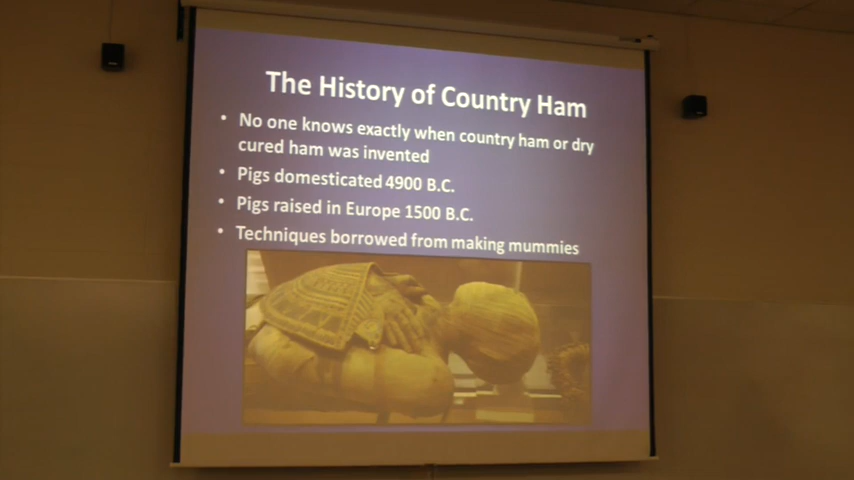 The History of Country Ham
• No one knows exactly when country ham or dry
cured ham was invented
• Pigs domesticated 4900 B.C.
• Pigs raised in Europe 1500 B.C.
• Techniques borrowed from making mummies